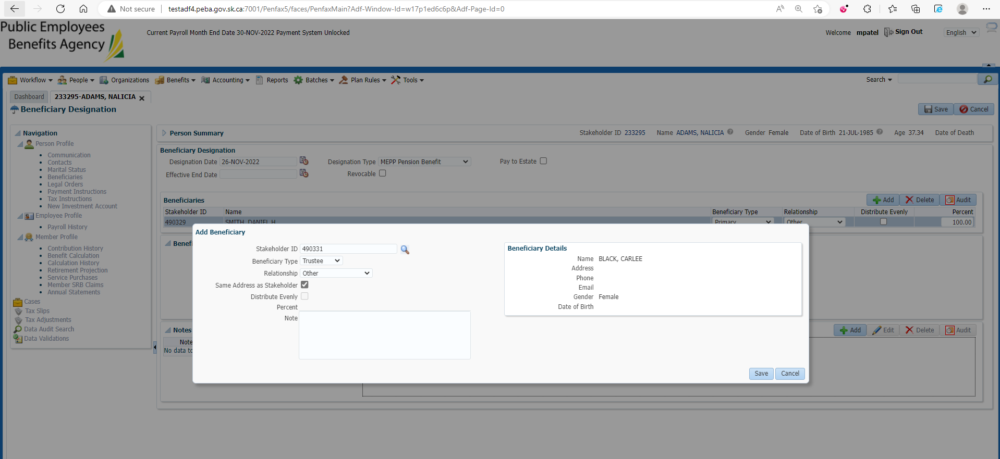 Not secure testadf4.peba.gov.sk.ca:7001/Penfax5/faces/PenfaxMain?Adf-Window-Id=w17p1ed6c6p&Adf-Page-Id=0
Public Employees
Benefits Agency
Current Payroll Month End Date 30-NOV-2022 Payment System Unlocked
Welcome mpatel Sign Out English
Workflow People Organizations Benefits Accounting Reports Batches Plan Rules Tools Search
Dashboard 233295-ADAMS, NALICIA
Beneficiary Designation
Save Cancel
Navigation
Person Profile
Communication
Contacts
Marital Status
Beneficiaries
Legal Orders
Payment Instructions
Tax Instructions
New Investment Account
Employee Profile
Payroll History
Member Profile
Contribution History
Benefit Calculation
Calculation History
Retirement Projection
Service Purchases
Member SRB Claims
Annual Statements
Cases
Tax Slips
Tax Adjustments
Data Audit Search
Data Validations
Person Summary
Stakeholder ID 233295 Name ADAMS, NALICIA Gender Female Date of Birth 21-JUL-1985 Age 37.34 Date of Death
Beneficiary Designation
Designation Date 26-NOV-2022 Designation Type MEPP Pension Benefit Pay to Estate
Effective End Date Revocable
Beneficiaries
Add Delete Audit
Stakeholder ID Name Beneficiary Type Relationship Distribute Evenly Percent
490329 SMITH, DANIEL H Primary Other 100.00
Benefi
Notes
Add Edit Delete Audit
Note
No data to
Add Beneficiary
Stakeholder ID 490331
Beneficiary Type Trustee
Relationship Other
Same Address as Stakeholder
Distribute Evenly
Percent
Note
Beneficiary Details
Name BLACK, CARLEE
Address
Phone
Email
Gender Female
Date of Birth
Save Cancel